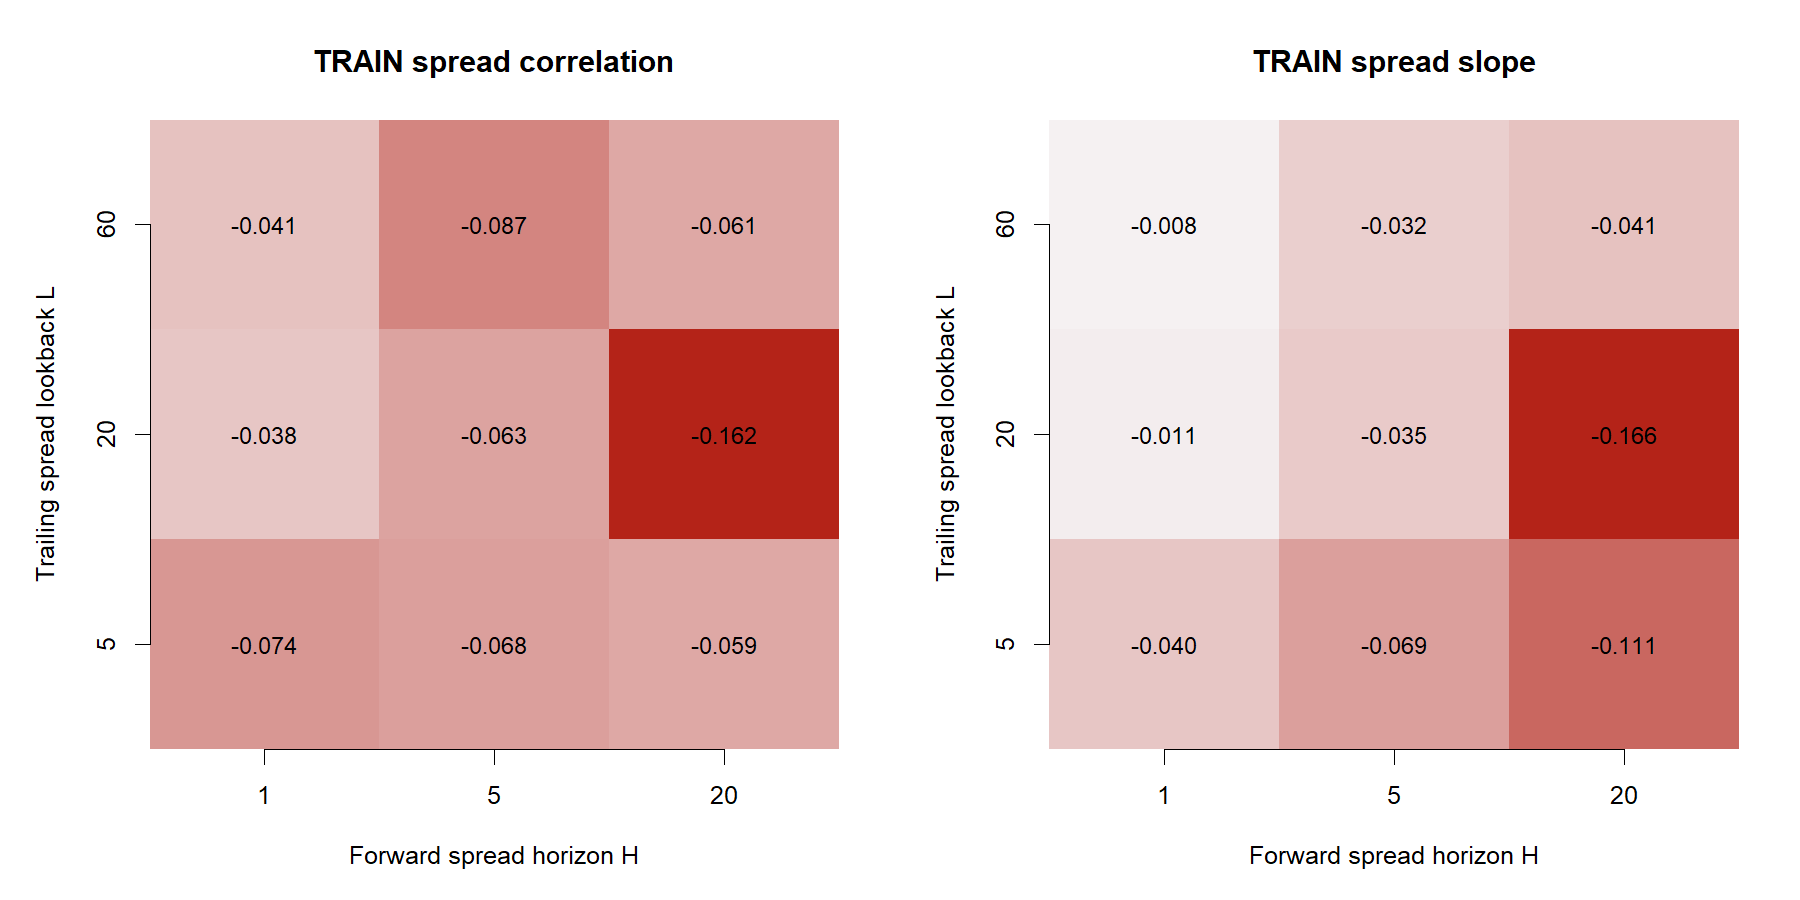 TRAIN spread correlation
Trailing spread lookback L
60
20
5
-0.041 -0.087 -0.061
-0.038 -0.063 -0.162
-0.074 -0.068 -0.059
1 5 20
Forward spread horizon H
TRAIN spread slope
Trailing spread lookback L
60
20
5
-0.008 -0.032 -0.041
-0.011 -0.035 -0.166
-0.040 -0.069 -0.111
1 5 20
Forward spread horizon H